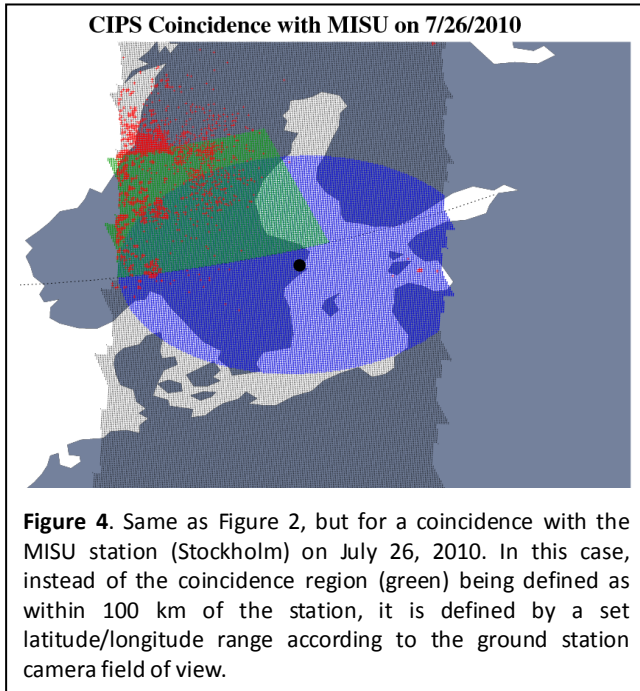 CIPS Coincidence with MISU on 7/26/2010
Figure 4. Same as Figure 2, but for a coincidence with the
MISU station (Stockholm) on July 26, 2010. In this case,
instead of the coincidence region (green) being defined as
within 100 km of the station, it is defined by a set
latitude/longitude range according to the ground station
camera field of view.